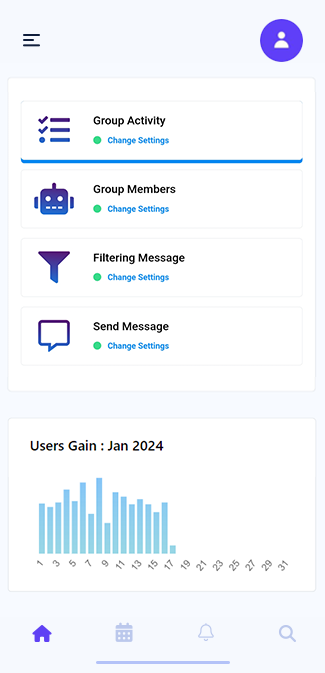 Group Activity
Change Settings
Group Members
Change Settings
Filtering Message
Change Settings
Send Message
Change Settings
Users Gain : Jan 2024
1 3 5 7 9 11 13 15 17 19 21 23 25 27 29 31